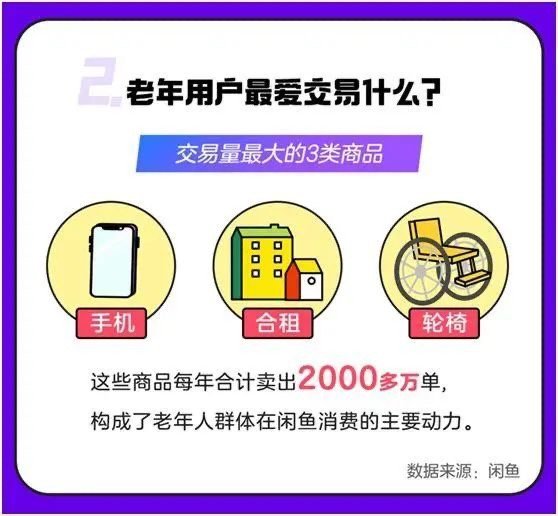 2.老年用户最爱交易什么?
交易量最大的3类商品
手机
合租
轮椅
这些商品每年合计卖出2000多万单,
构成了老年人群体在闲鱼消费的主要动力。
数据来源:闲鱼